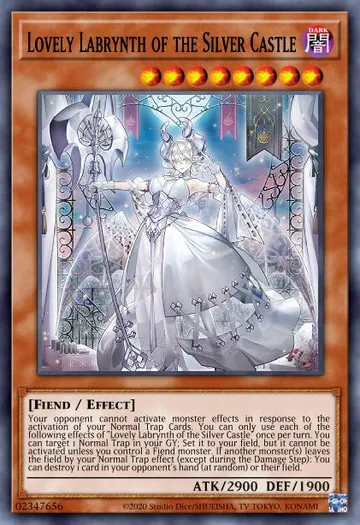 Lovely Labrynth of the Silver Castle
DARK
闇
[Fiend / Effect]
Your opponent cannot activate monster effects in response to the
activation of your Normal Trap Cards. You can only use each of the
following effects of "Lovely Labrynth of the Silver Castle" once per turn. You
can target 1 Normal Trap in your GY; Set it to your field, but it cannot be
activated unless you control a Fiend monster. If another monster(s) leaves
the field by your Normal Trap effect (except during the Damage Step): You can
destroy 1 card in your opponent's hand (at random) or their field.
ATK/2900 DEF/1900
02347656
©2020 Studio Dice/SHUEISHA, TV TOKYO, KONAMI